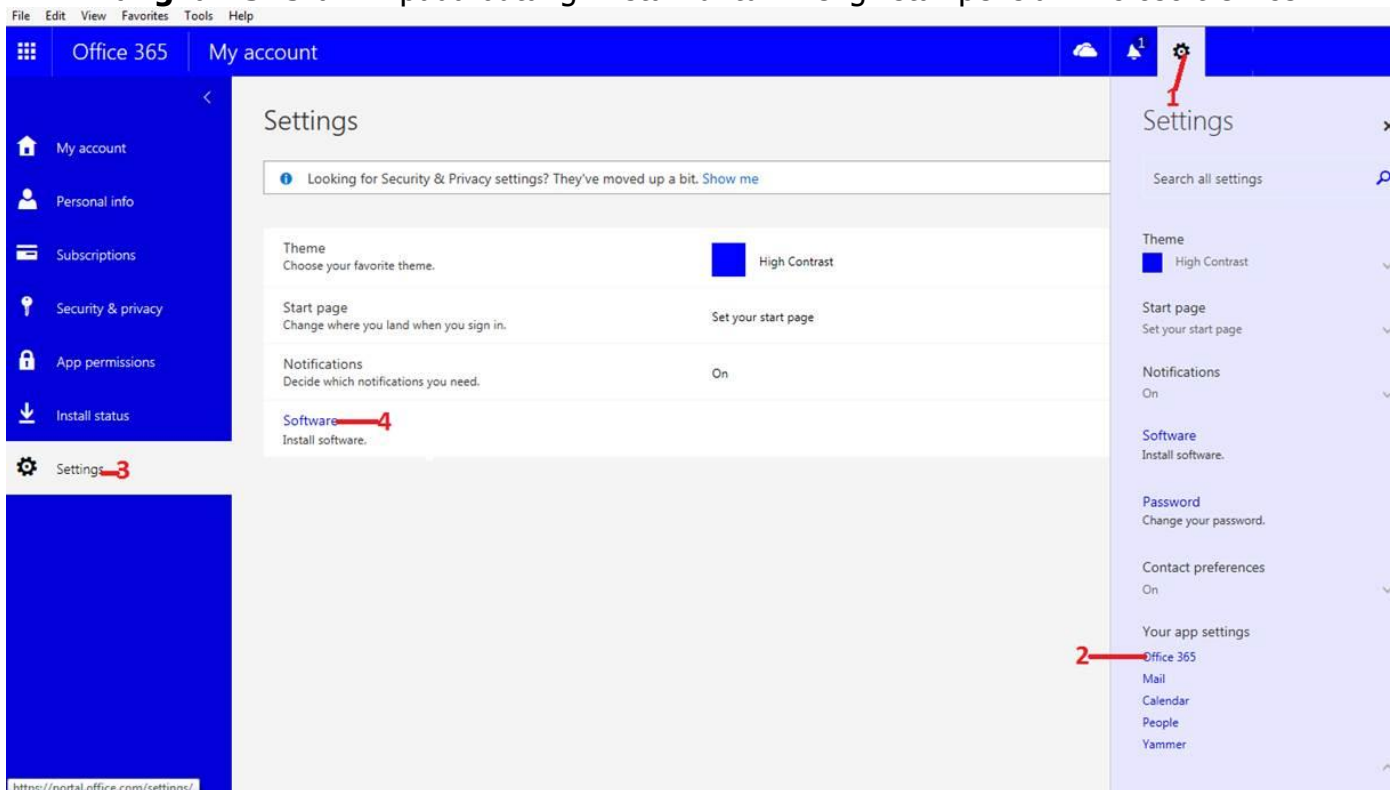 File Edit View Favorites Tools Help
Office 365 My account 1
1
My account
Personal info
Subscriptions
Security & privacy
App permissions
Install status
Settings 3
Settings
Looking for Security & Privacy settings? They've moved up a bit. Show me
Theme
Choose your favorite theme.
High Contrast
Start page
Change where you land when you sign in.
Set your start page
Notifications
Decide which notifications you need.
On
Software 4
Install software.
Settings
Search all settings
Theme
High Contrast
Start page
Set your start page
Notifications
On
Software
Install software.
Password
Change your password.
Contact preferences
On
Your app settings
2 Office 365
Mail
Calendar
People
Yammer
https://portal.office.com/settings/